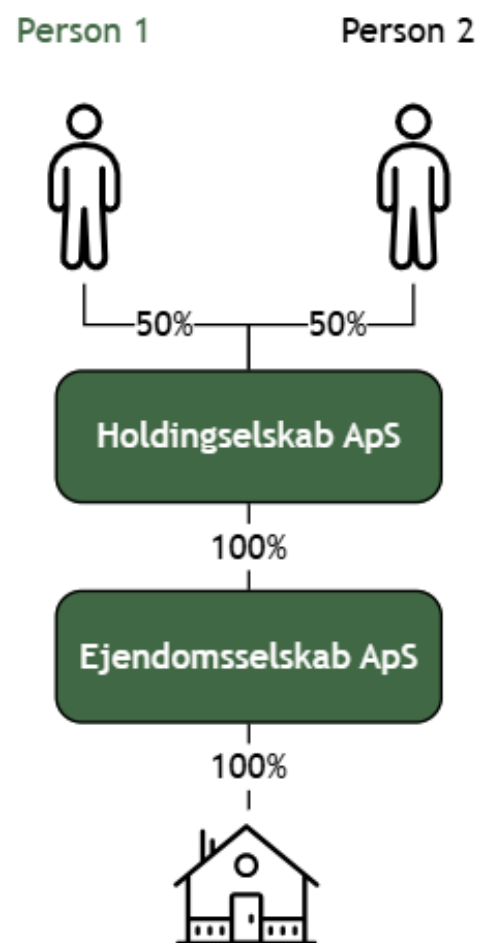 Person 1
Person 2
50%
50%
Holdingselskab ApS
100%
Ejendomsselskab ApS
100%